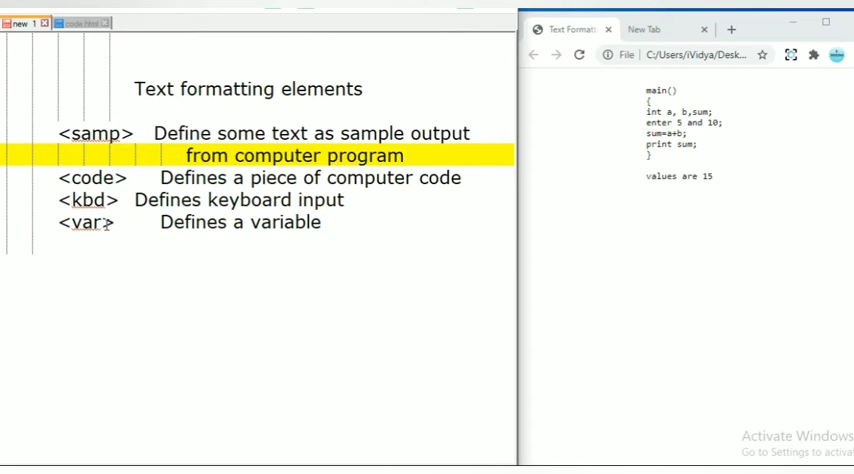 new 1
code.html
Text formatting elements
<samp> Define some text as sample output
from computer program
<code> Defines a piece of computer code
<kbd> Defines keyboard input
<var> Defines a variable
Text Formatt
New Tab
File C:/Users/iVidya/Desk...
main()
{
int a, b,sum;
enter 5 and 10;
sum=a+b;
print sum;
}
values are 15
Activate Windows
Go to Settings to activa